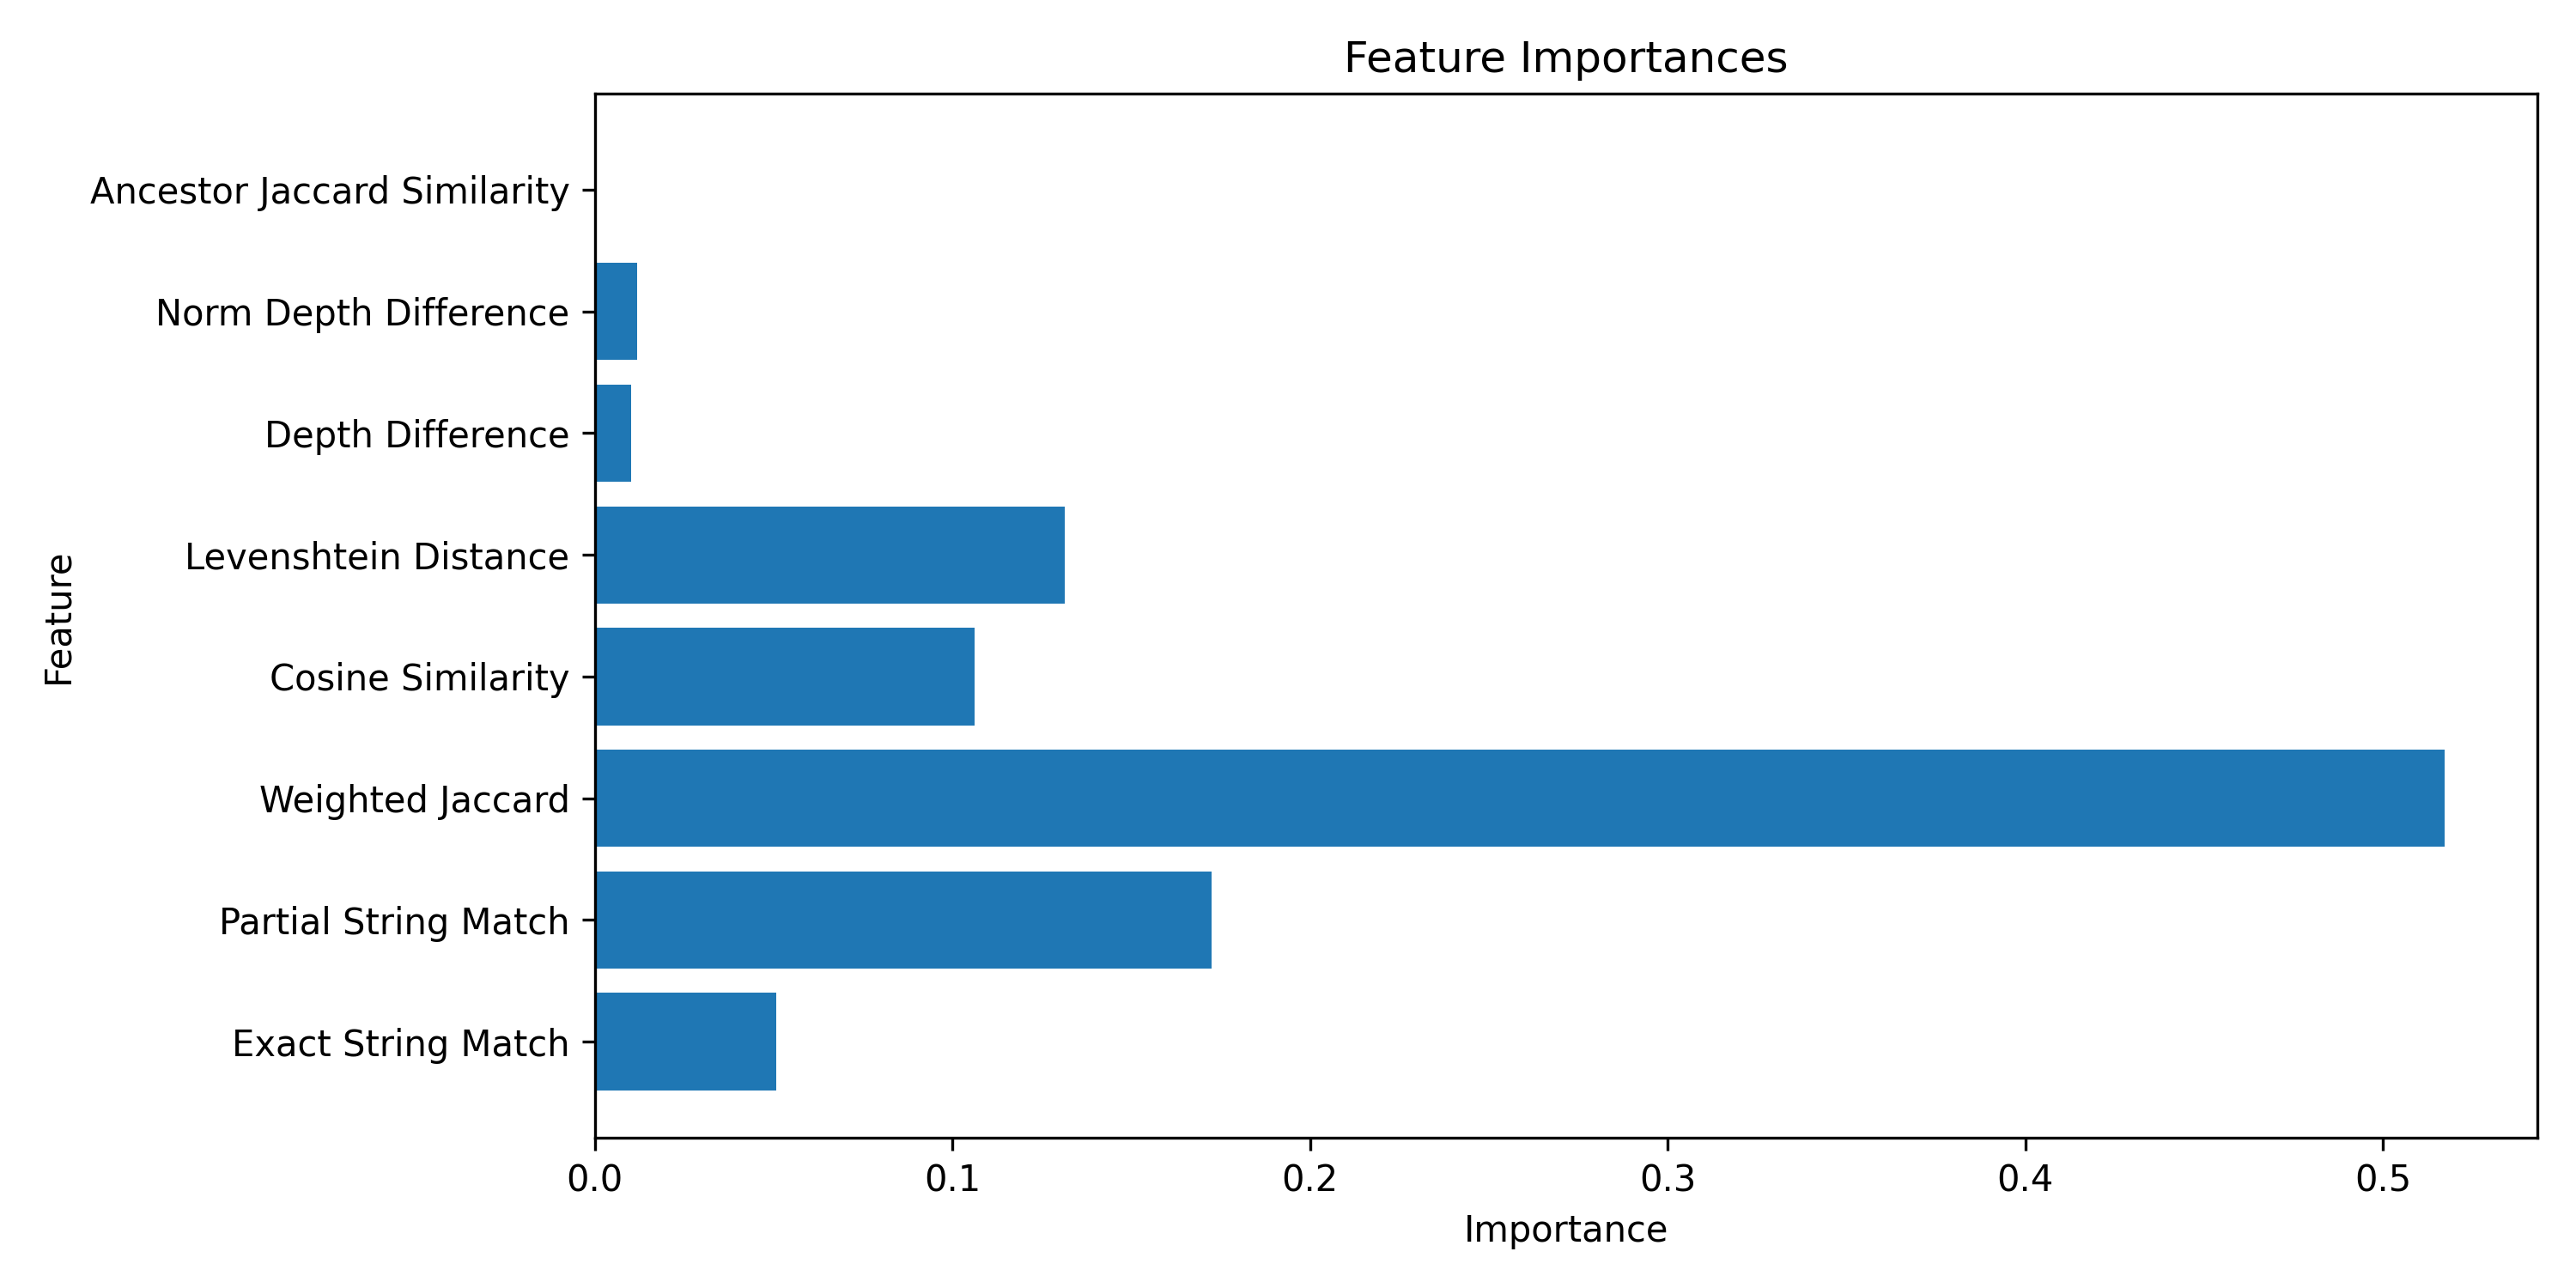 Feature Importances
Ancestor Jaccard Similarity
Norm Depth Difference
Depth Difference
Levenshtein Distance
Cosine Similarity
Weighted Jaccard
Partial String Match
Exact String Match
Feature
0.0 0.1 0.2 0.3 0.4 0.5
Importance